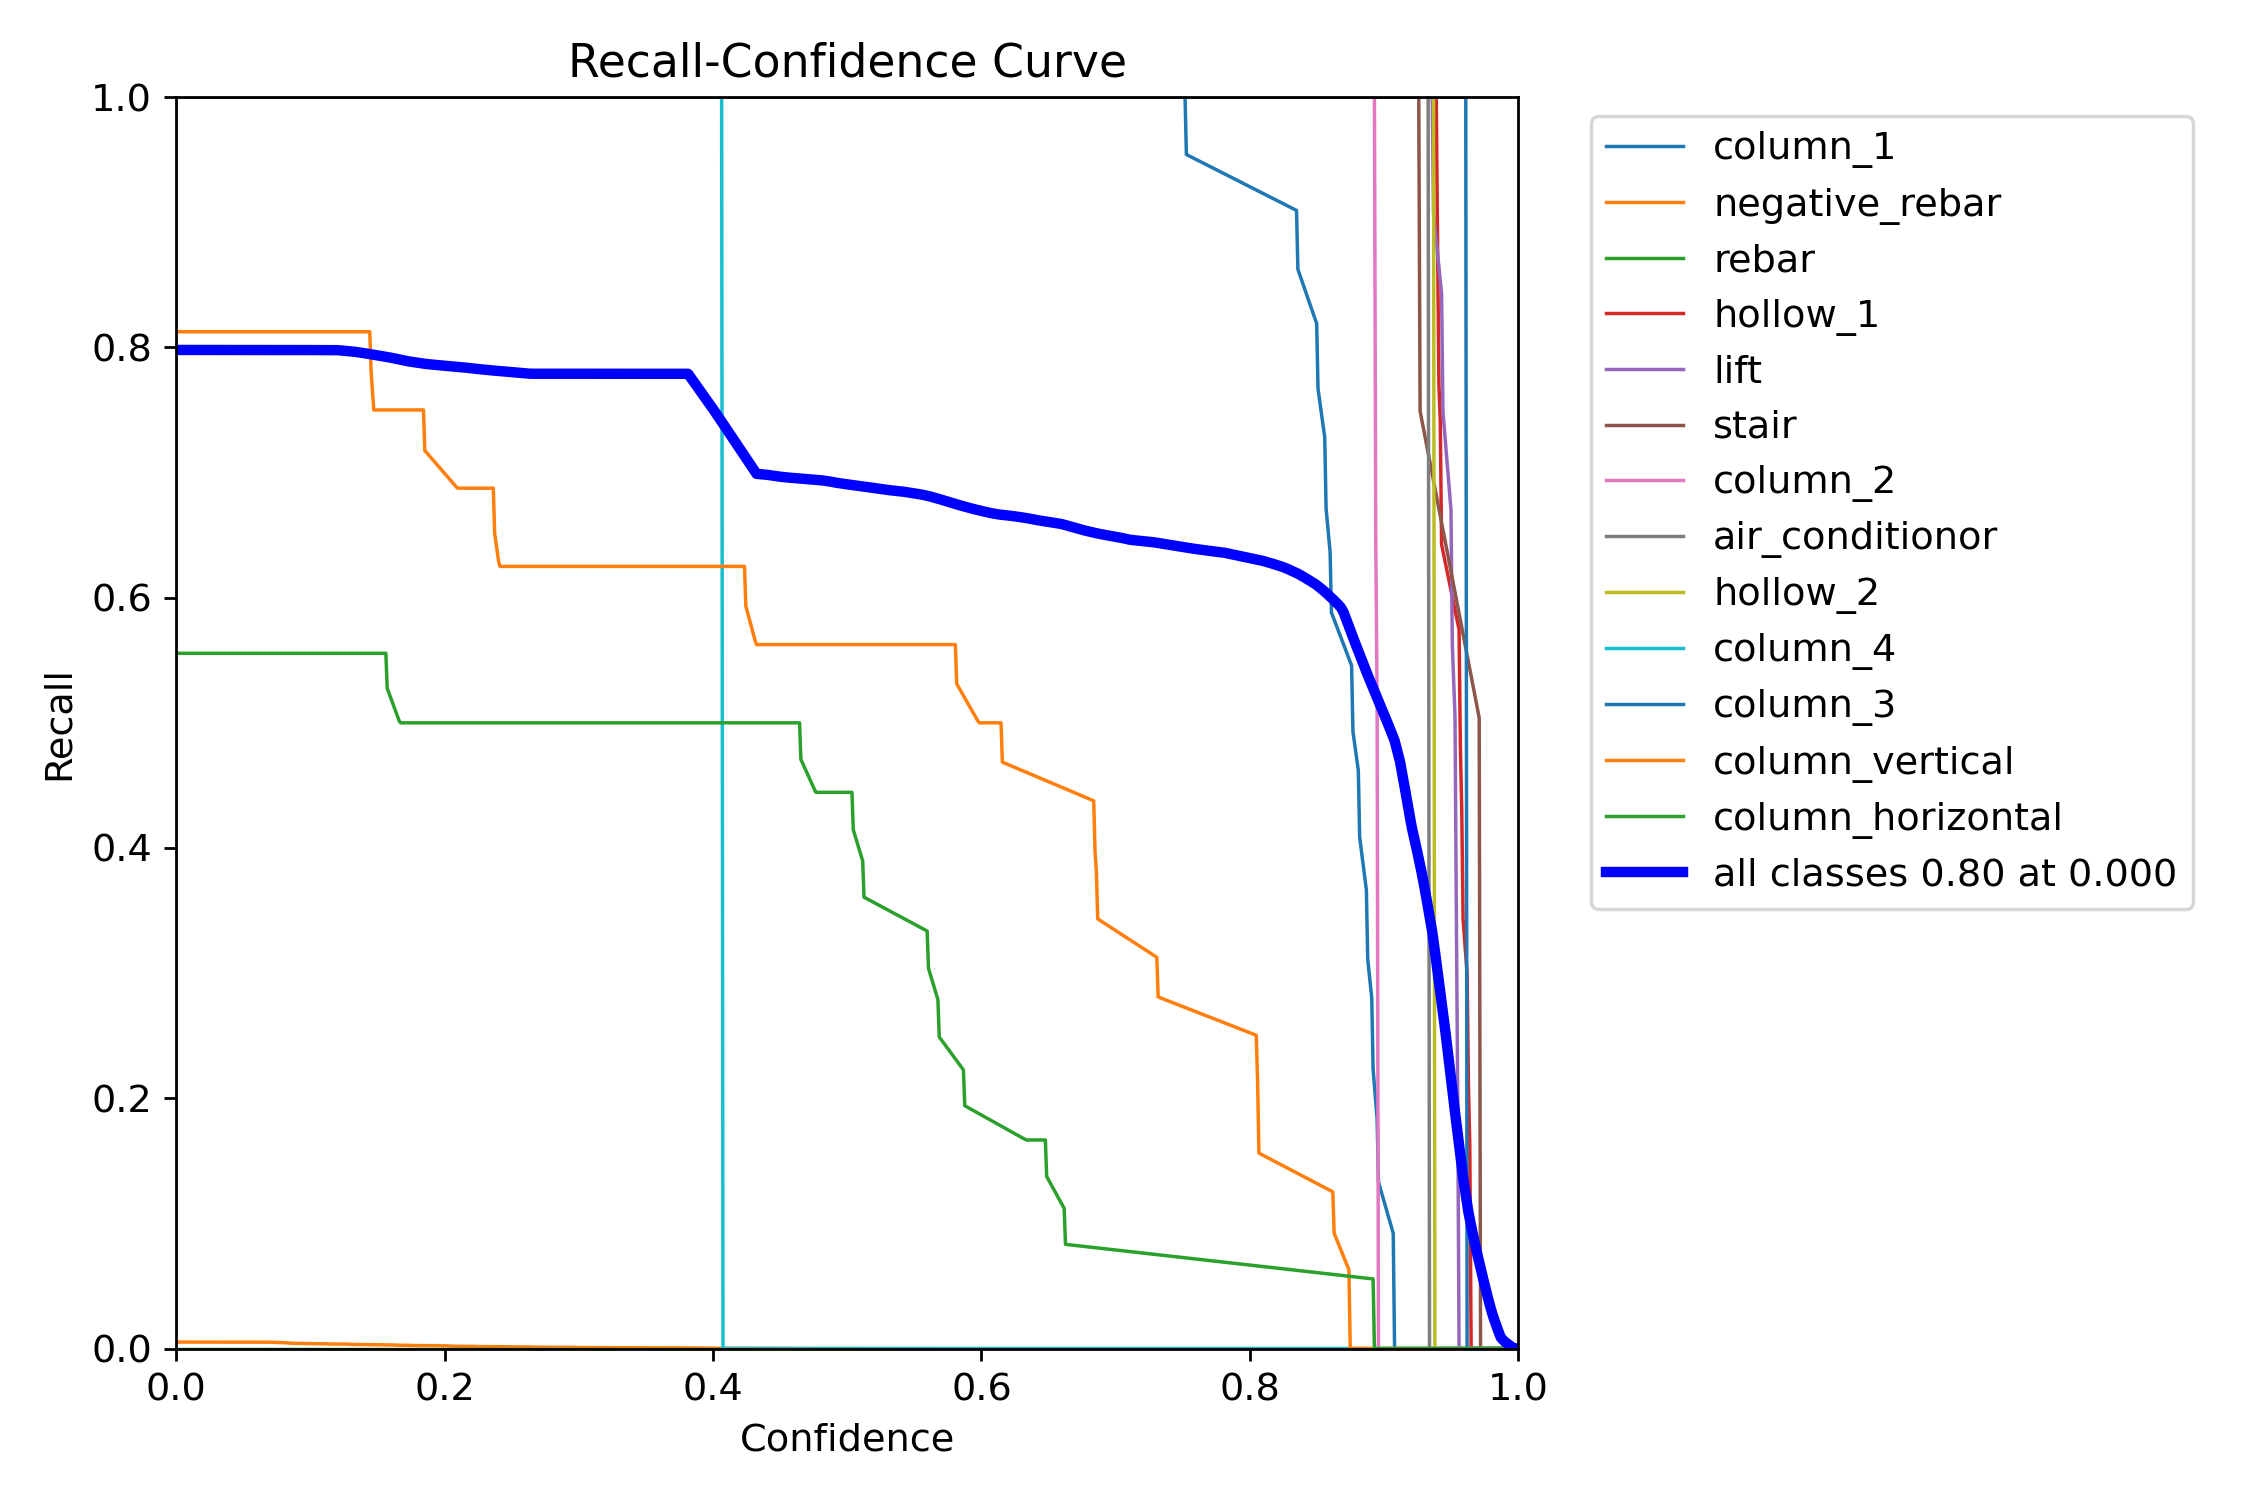 Recall-Confidence Curve
1.0
0.8
0.6
0.4
0.2
0.0
Recall
0.0 0.2 0.4 0.6 0.8 1.0
Confidence
column_1
negative_rebar
rebar
hollow_1
lift
stair
column_2
air_conditionor
hollow_2
column_4
column_3
column_vertical
column_horizontal
all classes 0.80 at 0.000